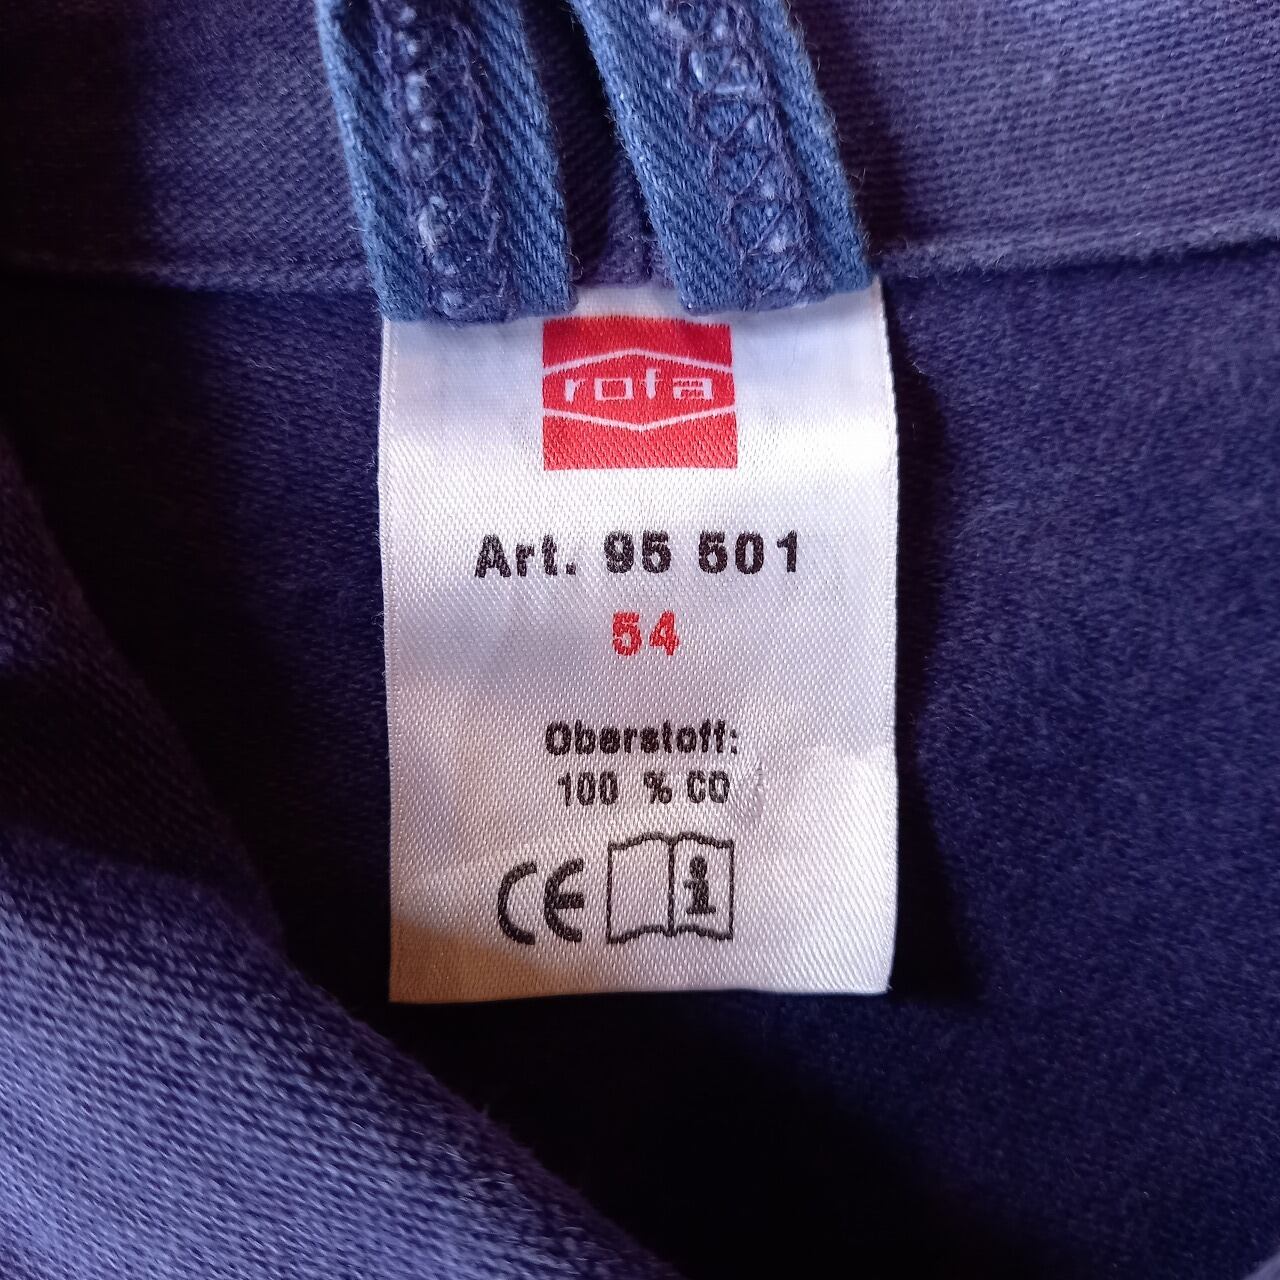 rofa
Art. 95 501
54
Oberstoff:
100 % CO
CE
i